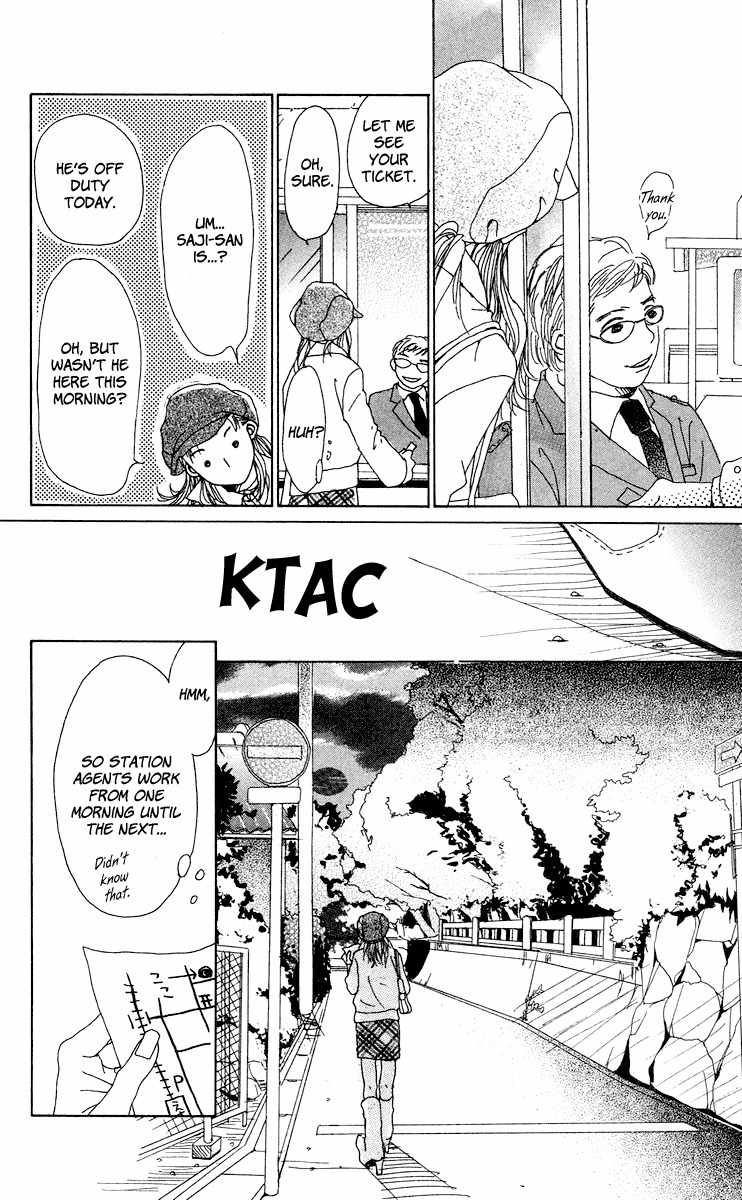 Thank
you.
LET ME
SEE
YOUR
TICKET.
OH,
SURE.
HUH?
UM...
SAJI-SAN
IS...?
HE'S OFF
DUTY
TODAY.
OH, BUT
WASN'T HE
HERE THIS
MORNING?
KTAC
HMM,
SO STATION
AGENTS WORK
FROM ONE
MORNING UNTIL
THE NEXT...
Didn't
know
that.
ここ
P